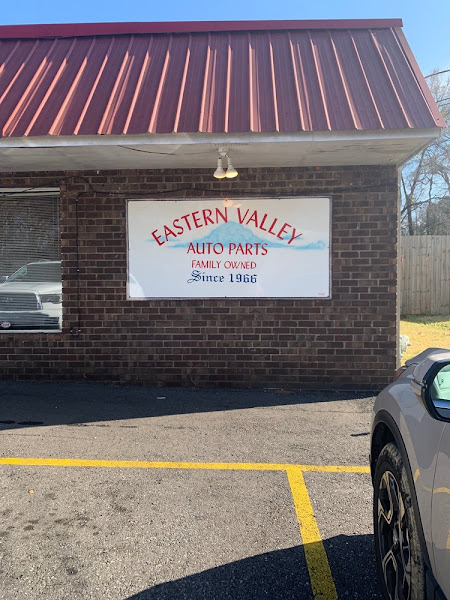 EASTERN VALLEY
AUTO PARTS
FAMILY OWNED
Since 1966